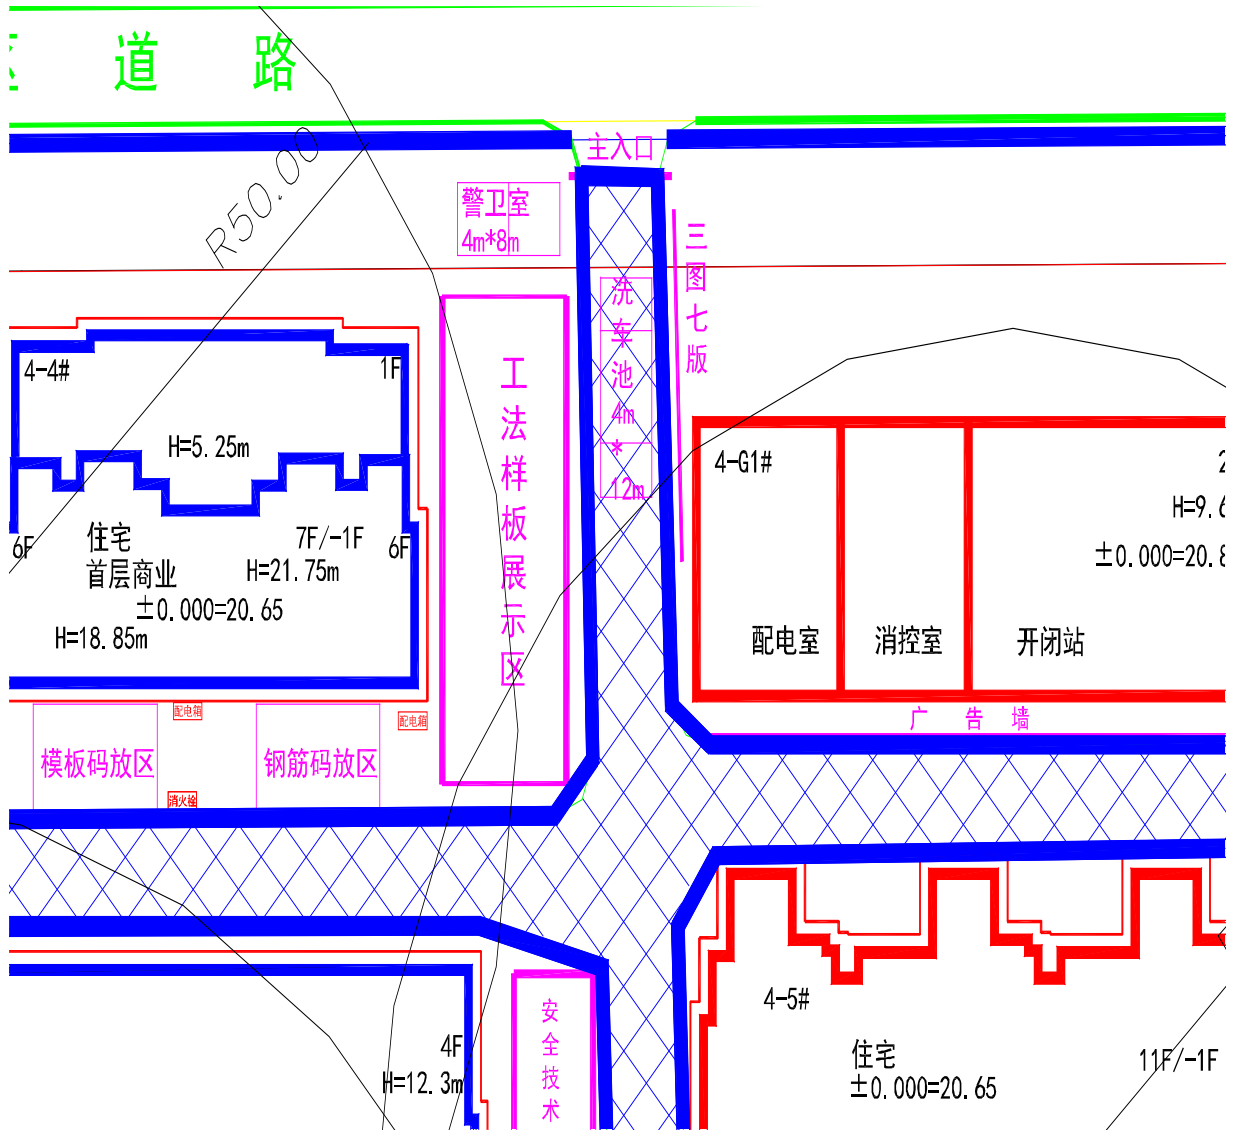 道 路
主入口
R50.00
警卫室
4m*8m
三图七版
洗车池4m*12m
工法样板展示区
4-4#
1F
H=5.25m
住宅
首层商业
7F/-1F
6F
6F
H=21.75m
±0.000=20.65
H=18.85m
4-G1#
2
H=9.6
±0.000=20.8
配电室
消控室
开闭站
广告墙
配电箱
配电箱
模板码放区
钢筋码放区
消火栓
安全技术
4F
H=12.3m
4-5#
住宅
11F/-1F
±0.000=20.65